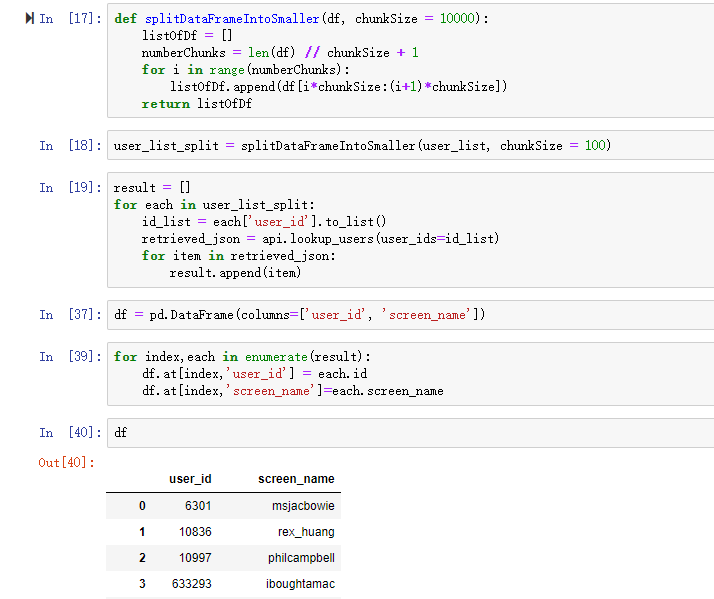 In [17]: def splitDataFrameIntoSmaller(df, chunkSize = 10000):
listOfDf = []
numberChunks = len(df) // chunkSize + 1
for i in range(numberChunks):
listOfDf.append(df[i*chunkSize:(i+1)*chunkSize])
return listOfDf
In [18]: user_list_split = splitDataFrameIntoSmaller(user_list, chunkSize = 100)
In [19]: result = []
for each in user_list_split:
id_list = each['user_id'].to_list()
retrieved_json = api.lookup_users(user_ids=id_list)
for item in retrieved_json:
result.append(item)
In [37]: df = pd.DataFrame(columns=['user_id', 'screen_name'])
In [39]: for index,each in enumerate(result):
df.at[index,'user_id'] = each.id
df.at[index,'screen_name']=each.screen_name
In [40]: df
Out[40]:
user_id screen_name
0 6301 msjacbowie
1 10836 rex_huang
2 10997 philcampbell
3 633293 iboughtamac